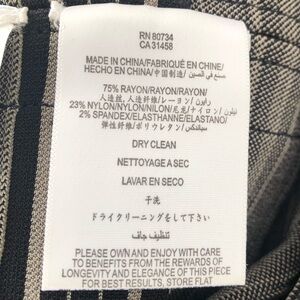 RN 80734
CA 31458
MADE IN CHINA/FABRIQUÉ EN CHINE/
HECHO EN CHINA/中国制造/ صنع في الصين
75% RAYON/RAYON/RAYON/
人造丝, 人造纤维/レーヨン/ رايون
23% NYLON/NYLON/NILON/尼龙/ナイロン/ نايلون
2% SPANDEX/ELASTHANNE/ELASTANO/
弹性纤维/ポリウレタン/ سباندكس
DRY CLEAN
NETTOYAGE A SEC
LAVAR EN SECO
干洗
ドライクリーニングをして下さい
تنظيف جاف
PLEASE OWN AND ENJOY WITH CARE
TO BENEFITS FROM THE REWARDS OF
LONGEVITY AND ELEGANCE OF THIS PIECE
FOR BEST RESULTS, STORE FLAT